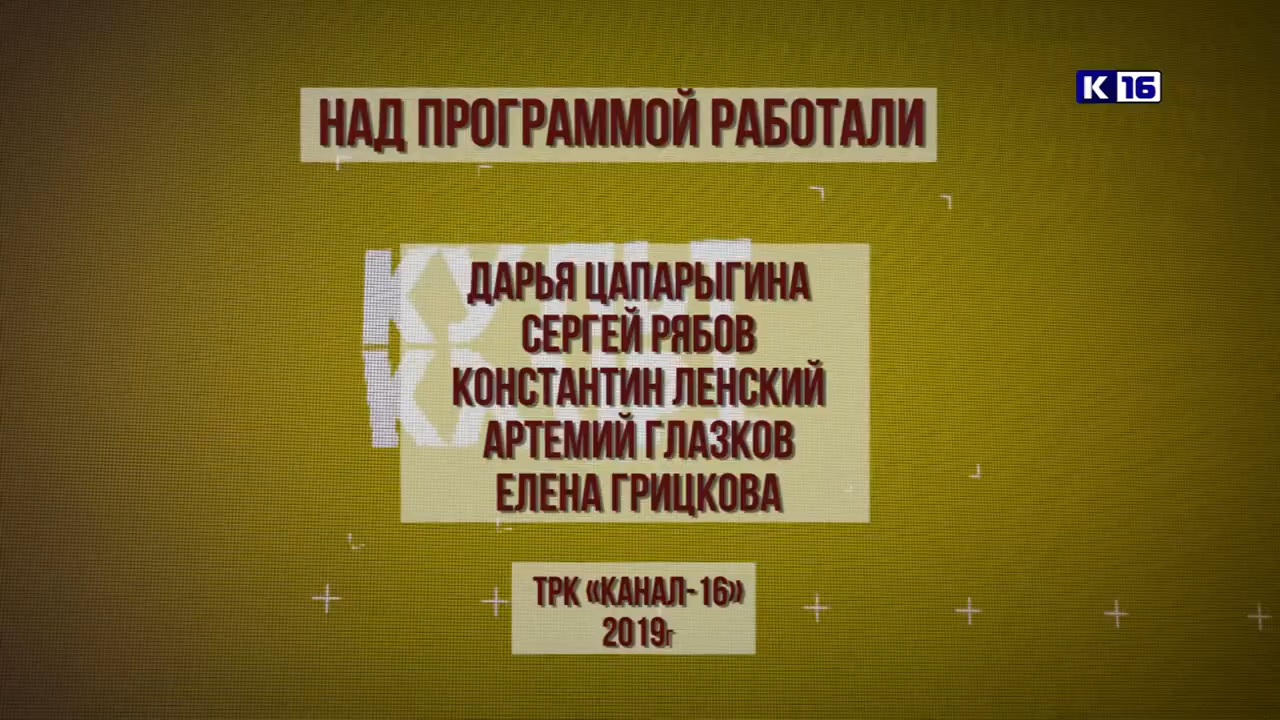 К 16
НАД ПРОГРАММОЙ РАБОТАЛИ
ДАРЬЯ ЦАПАРЫГИНА
СЕРГЕЙ РЯБОВ
КОНСТАНТИН ЛЕНСКИЙ
АРТЕМИЙ ГЛАЗКОВ
ЕЛЕНА ГРИЦКОВА
ТРК «КАНАЛ-16»
2019г